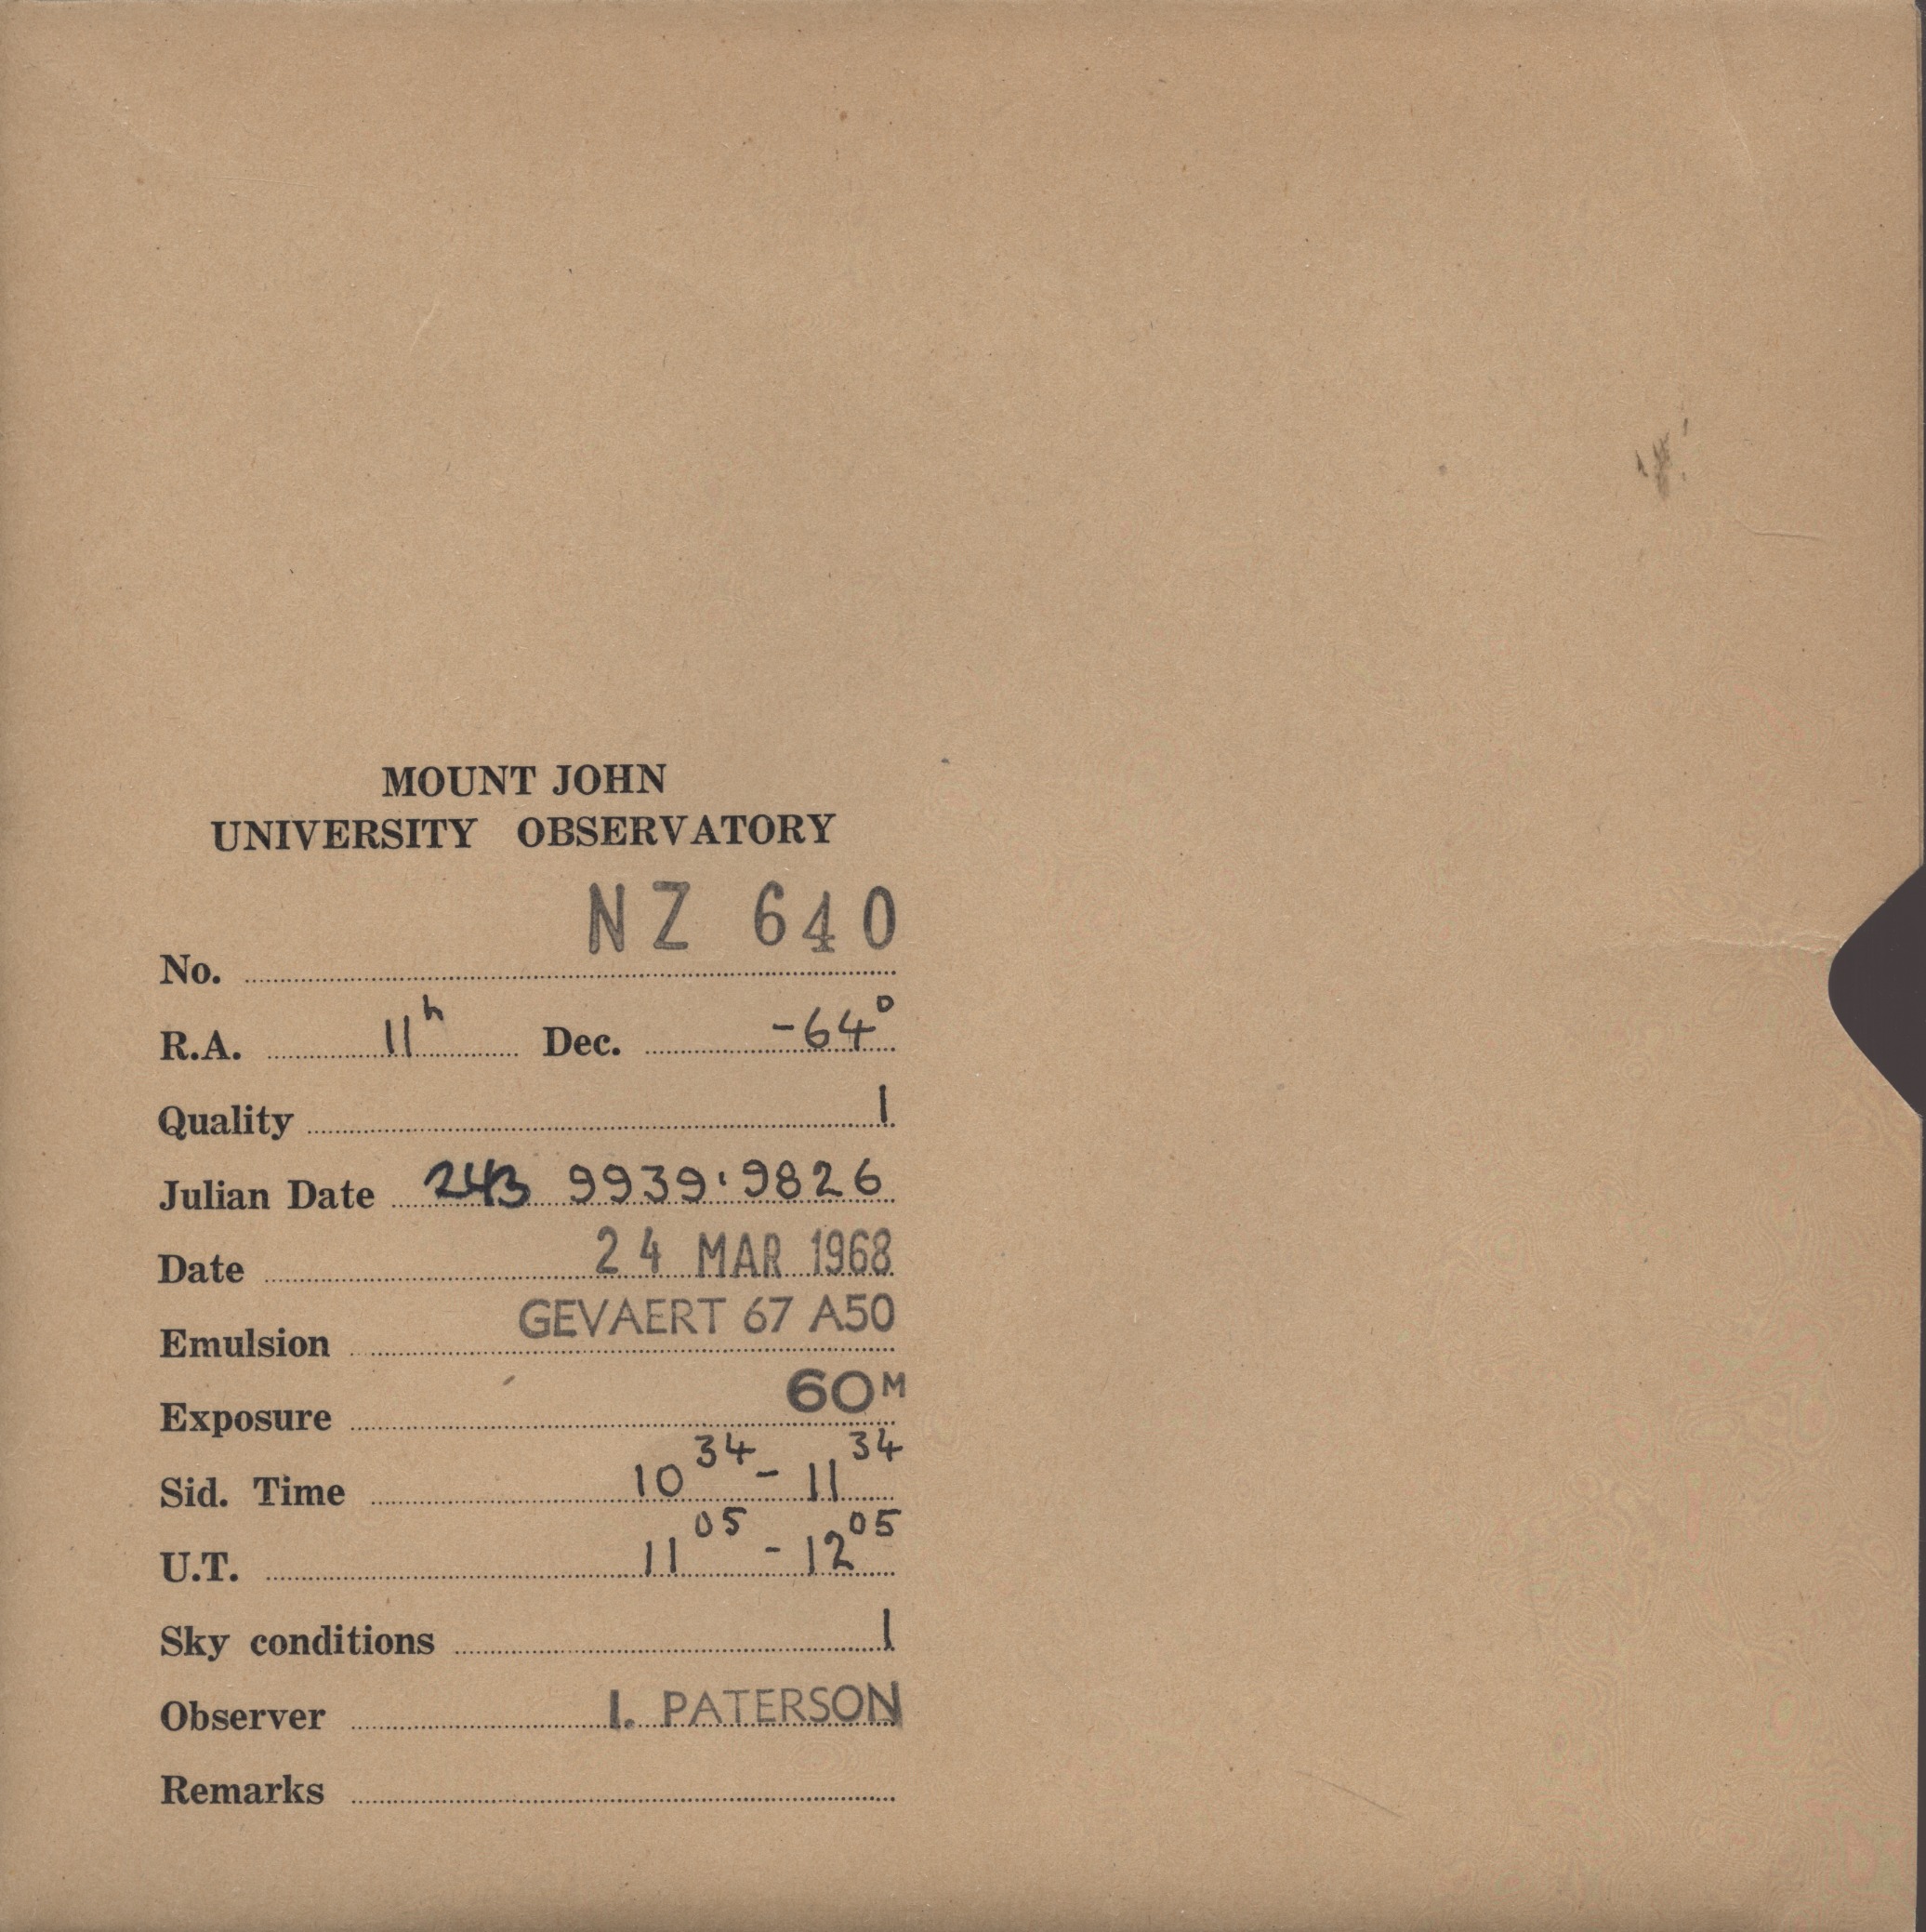 MOUNT JOHN
UNIVERSITY OBSERVATORY
No. NZ 640
R.A. 11h Dec. -64°
Quality 1
Julian Date 243 9939·9826
Date 24 MAR 1968
Emulsion GEVAERT 67 A50
Exposure 60M
Sid. Time 10 34 - 11 34
U.T. 11 05 - 12 05
Sky conditions 1
Observer I. PATERSON
Remarks